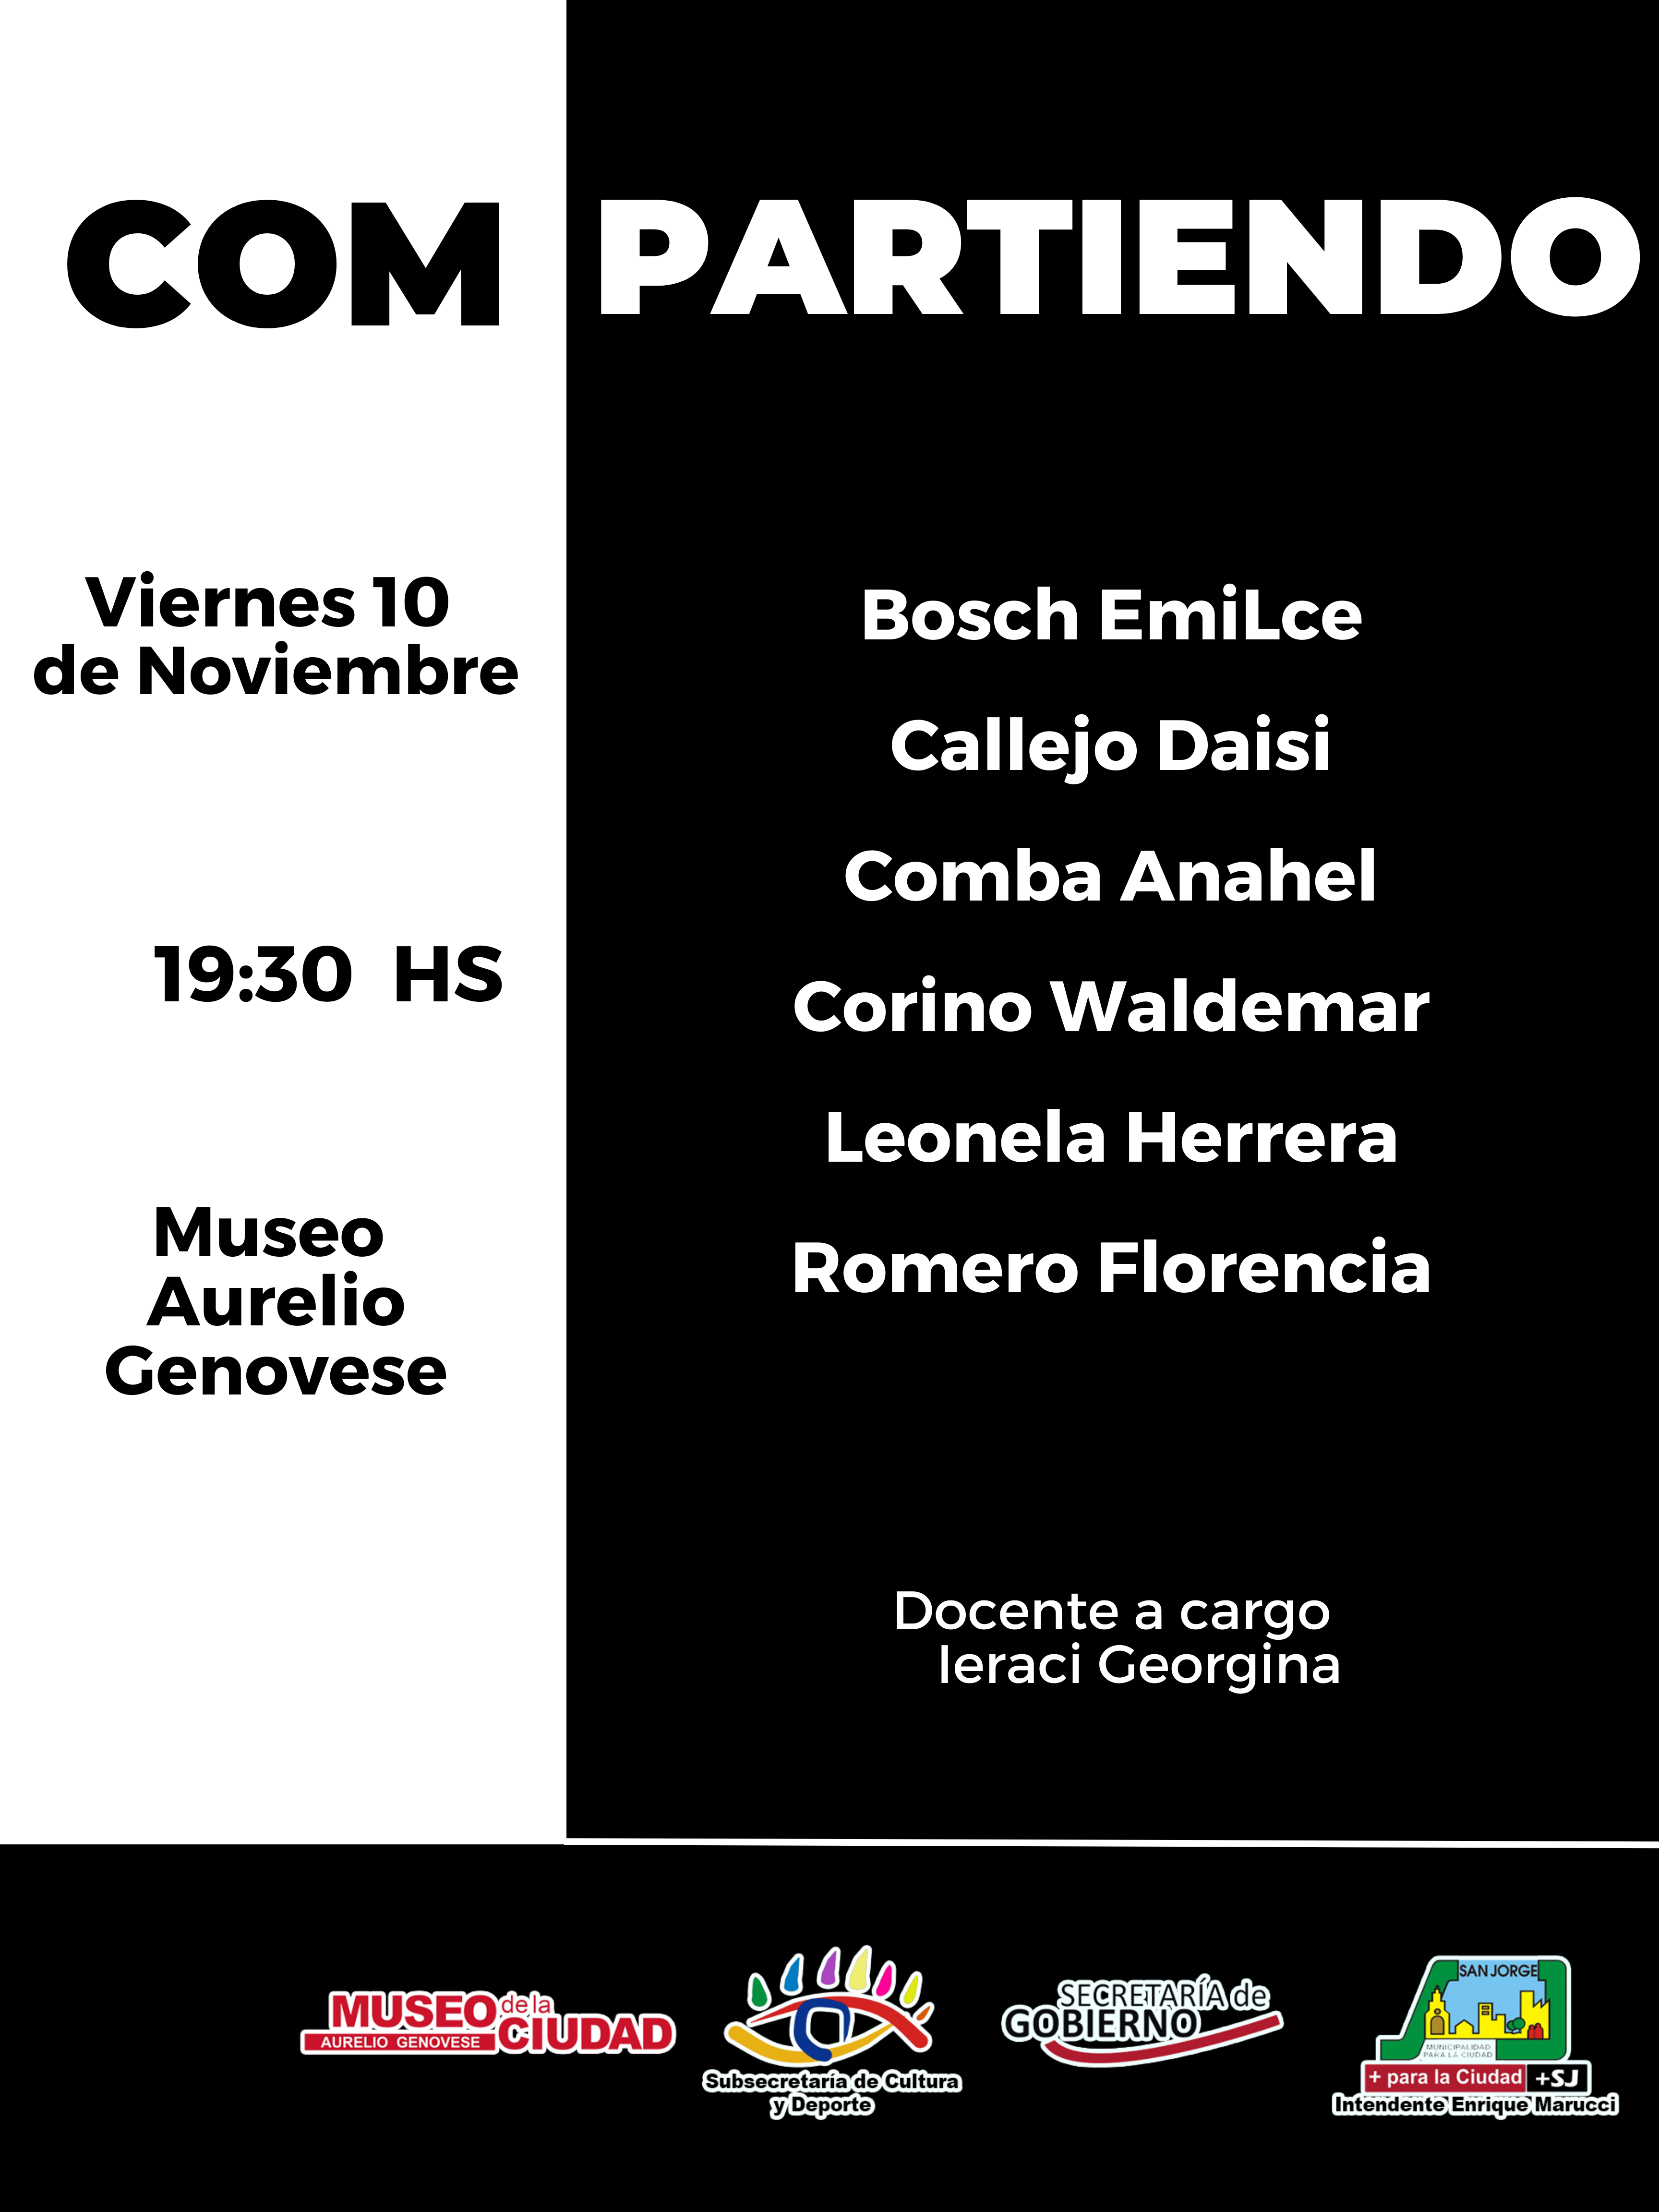 COM PARTIENDO
Viernes 10
de Noviembre
19:30 HS
Museo
Aurelio
Genovese
Bosch EmiLce
Callejo Daisi
Comba Anahel
Corino Waldemar
Leonela Herrera
Romero Florencia
Docente a cargo
Ieraci Georgina
MUSEO de la
CIUDAD
AURELIO GENOVESE
Subsecretaría de Cultura
y Deporte
SECRETARÍA de
GOBIERNO
SAN JORGE
MUNICIPALIDAD
PARA LA CIUDAD
+ para la Ciudad +SJ
Intendente Enrique Marucci